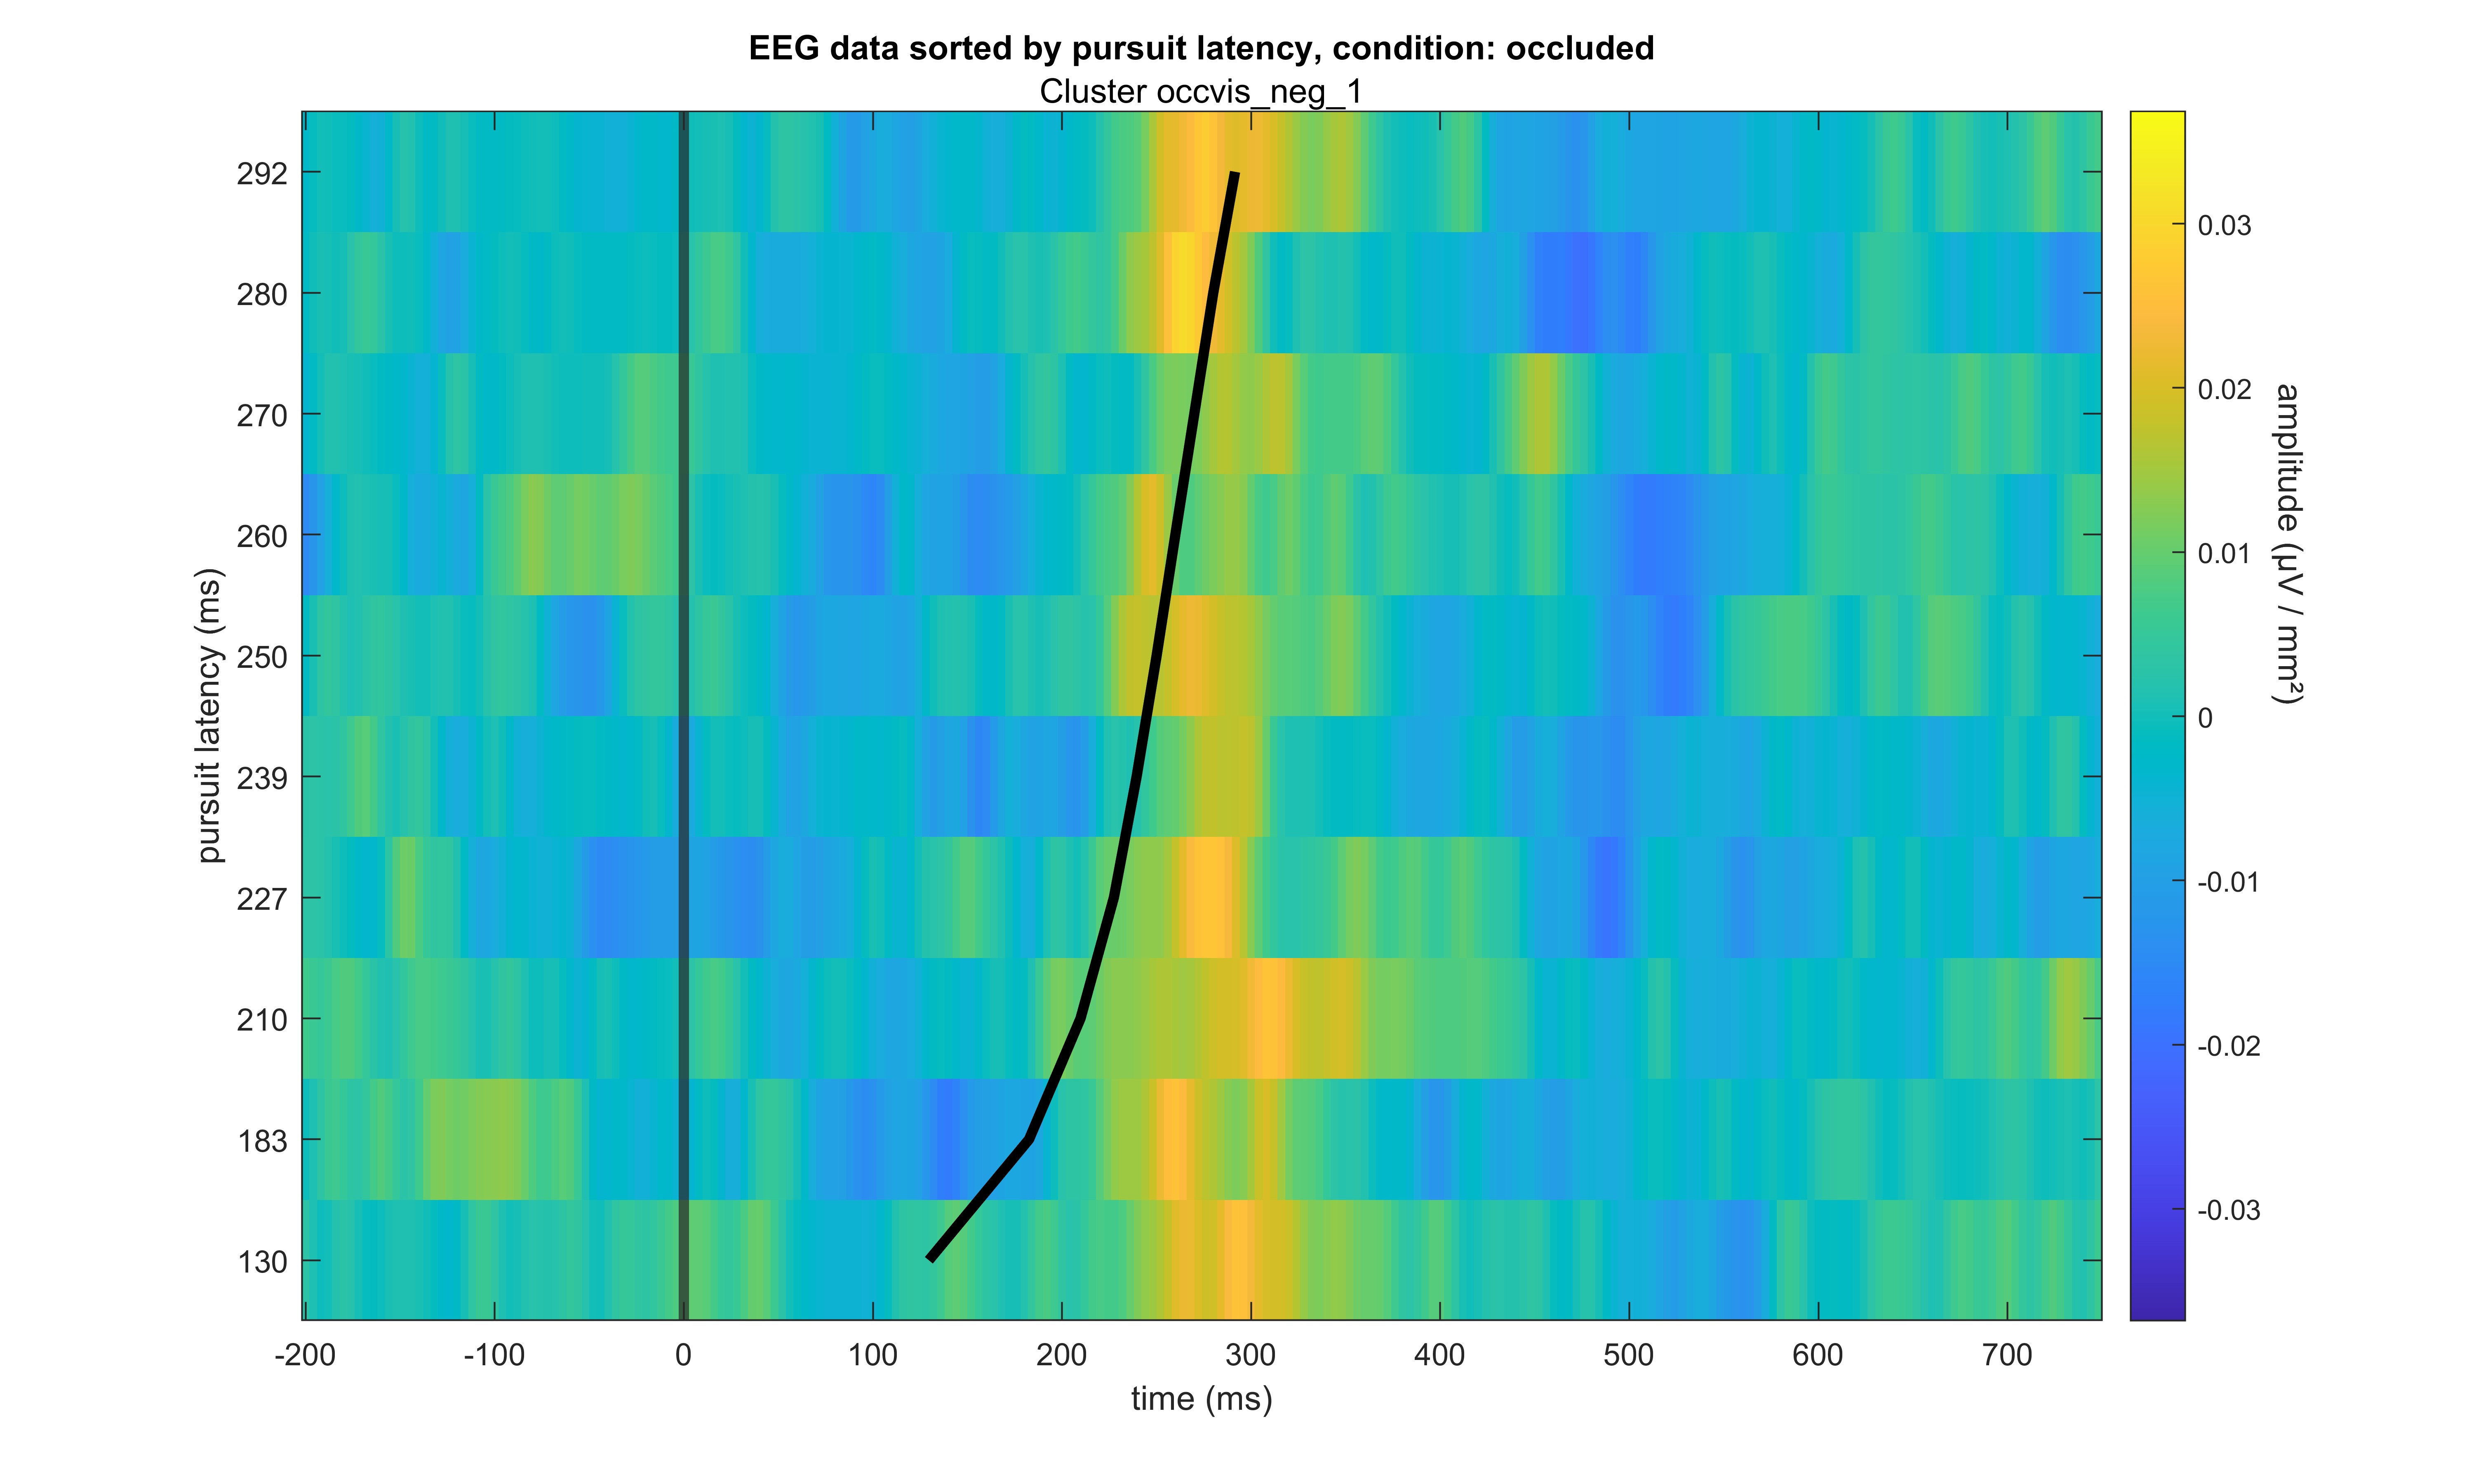 EEG data sorted by pursuit latency, condition: occluded
Cluster occvis_neg_1
pursuit latency (ms)
292
280
270
260
250
239
227
210
183
130
-200 -100 0 100 200 300 400 500 600 700
time (ms)
0.03
0.02
0.01
0
-0.01
-0.02
-0.03
amplitude (µV / mm²)